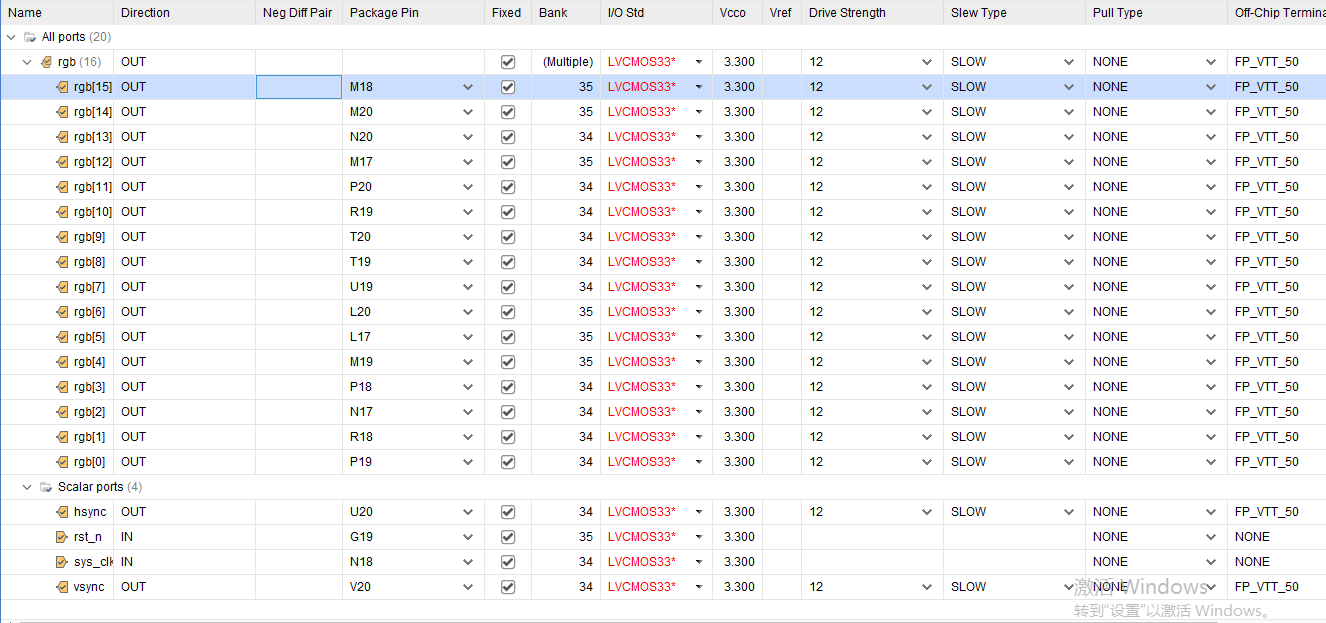 Name Direction Neg Diff Pair Package Pin Fixed Bank I/O Std Vcco Vref Drive Strength Slew Type Pull Type Off-Chip Termina
All ports (20)
rgb (16) OUT (Multiple) LVCMOS33* 3.300 12 SLOW NONE FP_VTT_50
rgb[15] OUT M18 35 LVCMOS33* 3.300 12 SLOW NONE FP_VTT_50
rgb[14] OUT M20 35 LVCMOS33* 3.300 12 SLOW NONE FP_VTT_50
rgb[13] OUT N20 34 LVCMOS33* 3.300 12 SLOW NONE FP_VTT_50
rgb[12] OUT M17 35 LVCMOS33* 3.300 12 SLOW NONE FP_VTT_50
rgb[11] OUT P20 34 LVCMOS33* 3.300 12 SLOW NONE FP_VTT_50
rgb[10] OUT R19 34 LVCMOS33* 3.300 12 SLOW NONE FP_VTT_50
rgb[9] OUT T20 34 LVCMOS33* 3.300 12 SLOW NONE FP_VTT_50
rgb[8] OUT T19 34 LVCMOS33* 3.300 12 SLOW NONE FP_VTT_50
rgb[7] OUT U19 34 LVCMOS33* 3.300 12 SLOW NONE FP_VTT_50
rgb[6] OUT L20 35 LVCMOS33* 3.300 12 SLOW NONE FP_VTT_50
rgb[5] OUT L17 35 LVCMOS33* 3.300 12 SLOW NONE FP_VTT_50
rgb[4] OUT M19 35 LVCMOS33* 3.300 12 SLOW NONE FP_VTT_50
rgb[3] OUT P18 34 LVCMOS33* 3.300 12 SLOW NONE FP_VTT_50
rgb[2] OUT N17 34 LVCMOS33* 3.300 12 SLOW NONE FP_VTT_50
rgb[1] OUT R18 34 LVCMOS33* 3.300 12 SLOW NONE FP_VTT_50
rgb[0] OUT P19 34 LVCMOS33* 3.300 12 SLOW NONE FP_VTT_50
Scalar ports (4)
hsync OUT U20 34 LVCMOS33* 3.300 12 SLOW NONE FP_VTT_50
rst_n IN G19 35 LVCMOS33* 3.300 NONE NONE
sys_clk IN N18 34 LVCMOS33* 3.300 NONE NONE
vsync OUT V20 34 LVCMOS33* 3.300 12 SLOW NONE FP_VTT_50
激活 Windows
转到"设置"以激活 Windows。